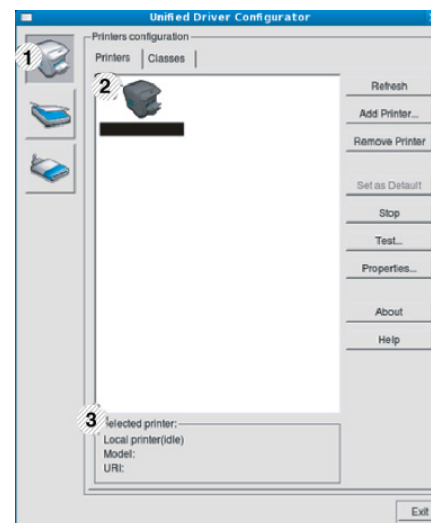 Unified Driver Configurator
Printers configuration
1
Printers
Classes
2
Refresh
Add Printer...
Remove Printer
Set as Default
Stop
Test...
Properties...
About
Help
3
Selected printer:
Local printer(idle)
Model:
URI:
Exit